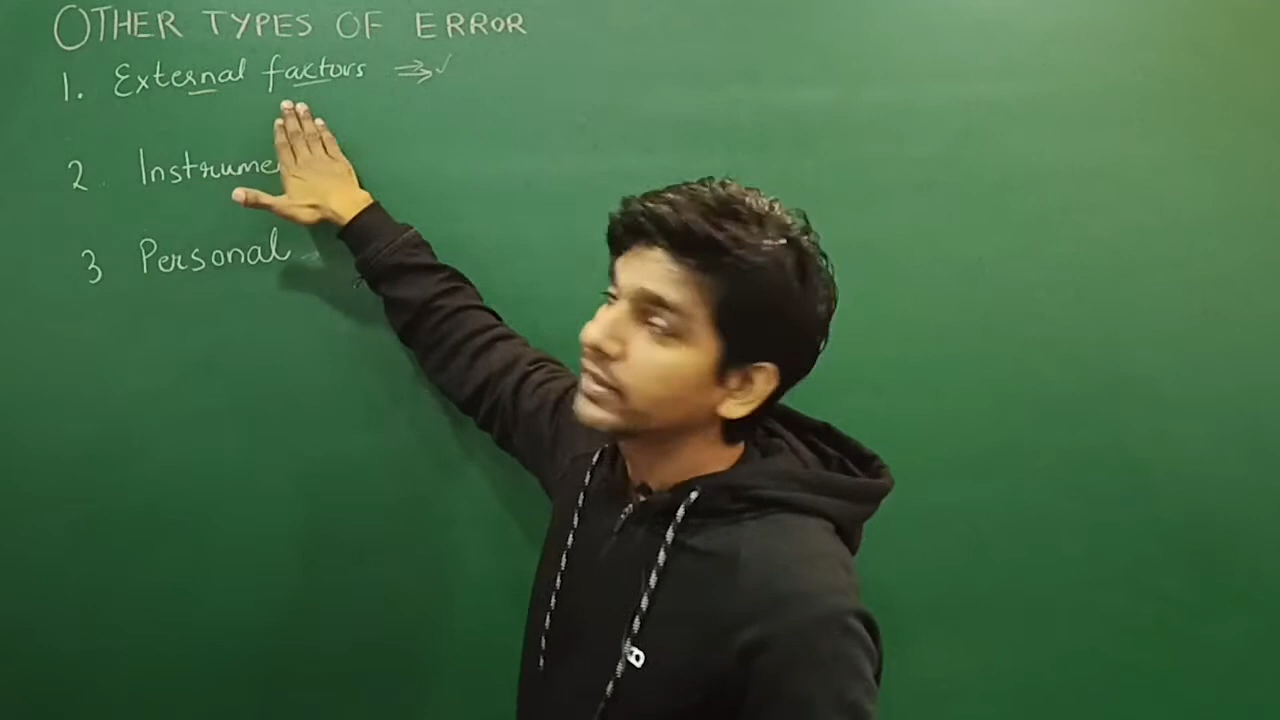 OTHER TYPES OF ERROR
1. External factors ⇒✓
2. Instrume
3 Personal